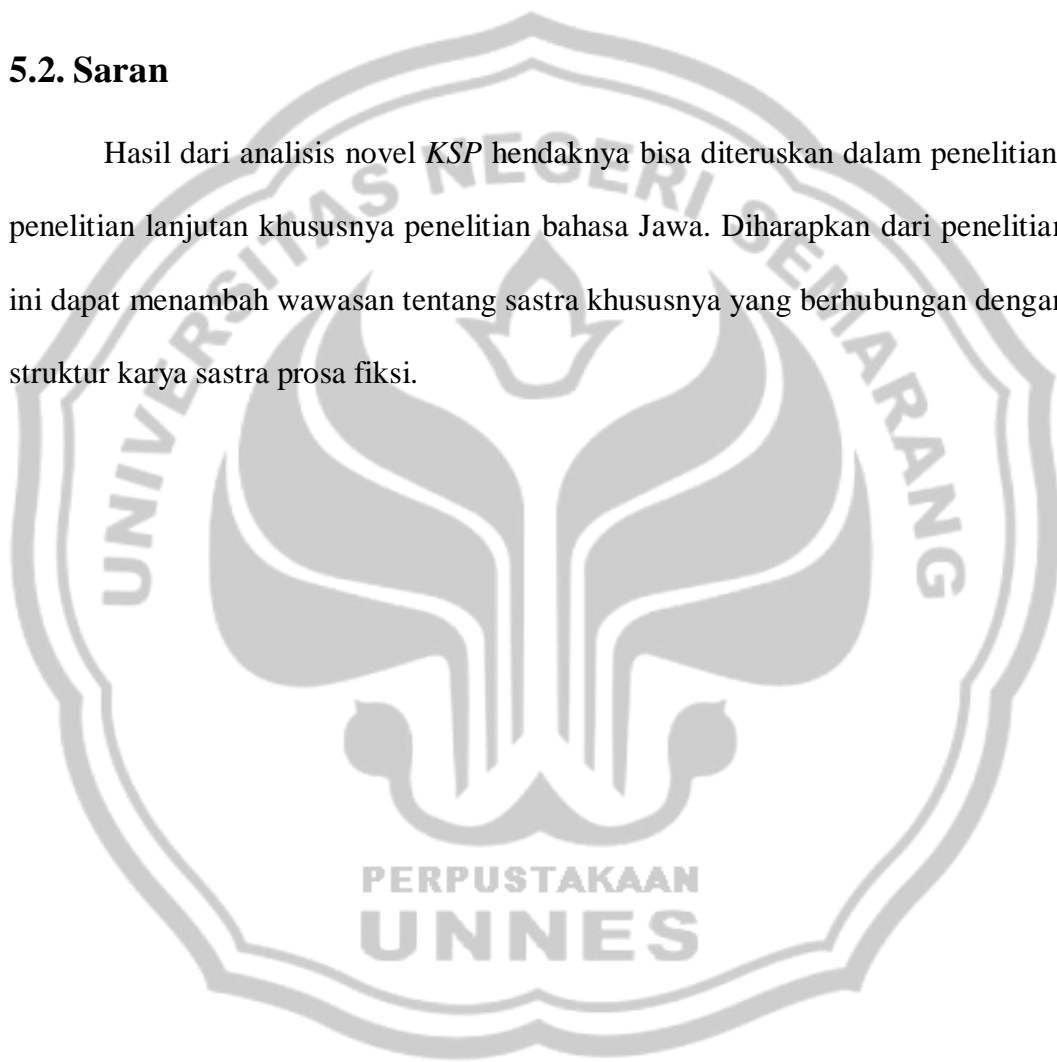 5.2. Saran
Hasil dari analisis novel KSP hendaknya bisa diteruskan dalam penelitian
penelitian lanjutan khususnya penelitian bahasa Jawa. Diharapkan dari penelitian
ini dapat menambah wawasan tentang sastra khususnya yang berhubungan dengan
struktur karya sastra prosa fiksi.
UNIVERSITAS NEGERI SEMARANG
PERPUSTAKAAN
UNNES